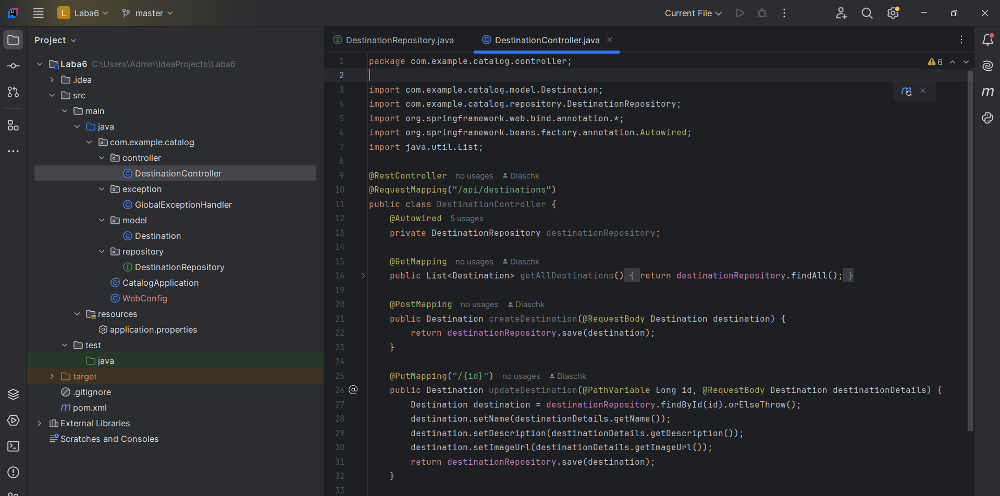 L Laba6 master Current File
Project
Laba6 C:\Users\Admin\IdeaProjects\Laba6
.idea
src
main
java
com.example.catalog
controller
DestinationController
exception
GlobalExceptionHandler
model
Destination
repository
DestinationRepository
CatalogApplication
WebConfig
resources
application.properties
test
java
target
.gitignore
m pom.xml
External Libraries
Scratches and Consoles
DestinationRepository.java DestinationController.java
6
1 package com.example.catalog.controller;
2
3 import com.example.catalog.model.Destination;
4 import com.example.catalog.repository.DestinationRepository;
5 import org.springframework.web.bind.annotation.*;
6 import org.springframework.beans.factory.annotation.Autowired;
7 import java.util.List;
8
9 @RestController no usages Diaschk
10 @RequestMapping("/api/destinations")
11 public class DestinationController {
12 @Autowired 5 usages
13 private DestinationRepository destinationRepository;
14
15 @GetMapping no usages Diaschk
16 public List<Destination> getAllDestinations() { return destinationRepository.findAll(); }
19
20 @PostMapping no usages Diaschk
21 public Destination createDestination(@RequestBody Destination destination) {
22 return destinationRepository.save(destination);
23 }
24
25 @PutMapping("/{id}") no usages Diaschk
26 @ public Destination updateDestination(@PathVariable Long id, @RequestBody Destination destinationDetails) {
27 Destination destination = destinationRepository.findById(id).orElseThrow();
28 destination.setName(destinationDetails.getName());
29 destination.setDescription(destinationDetails.getDescription());
30 destination.setImageUrl(destinationDetails.getImageUrl());
31 return destinationRepository.save(destination);
32 }
33